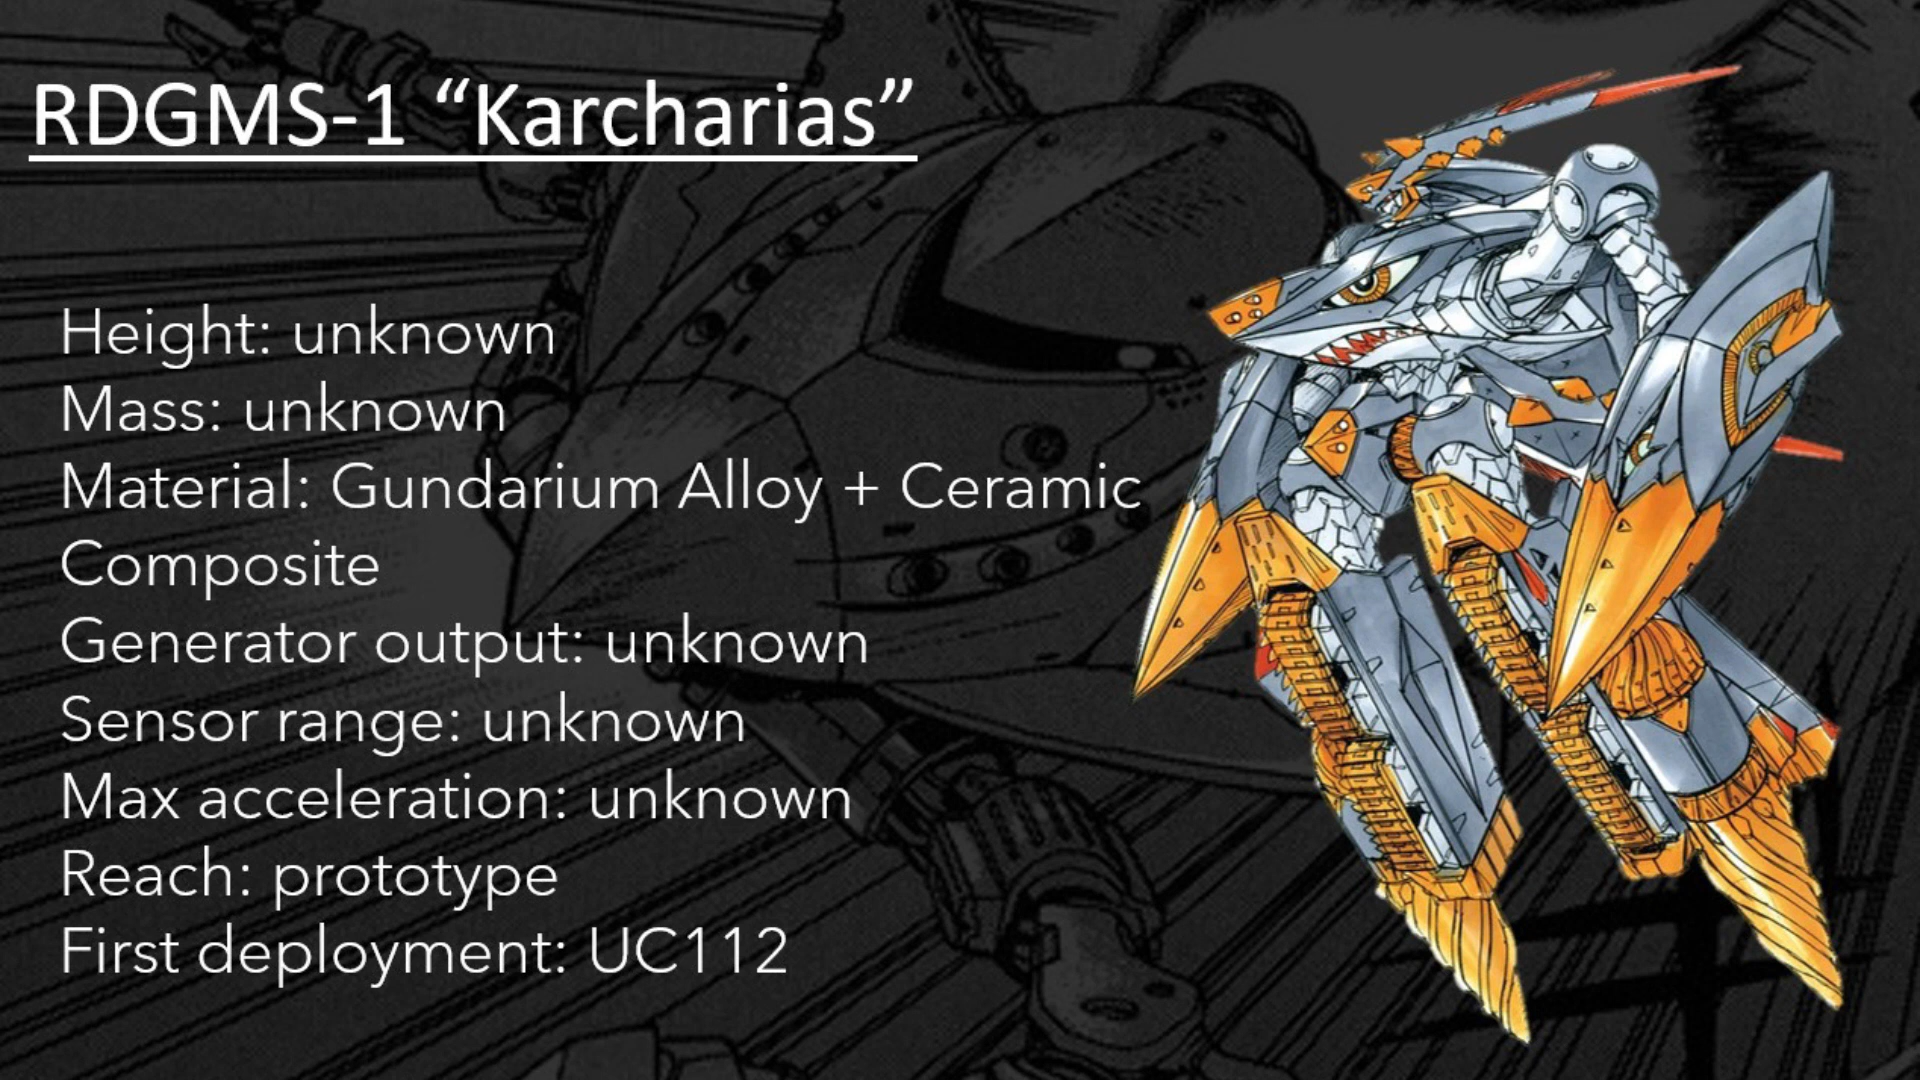 RDGMS-1 “Karcharias”
Height: unknown
Mass: unknown
Material: Gundarium Alloy + Ceramic
Composite
Generator output: unknown
Sensor range: unknown
Max acceleration: unknown
Reach: prototype
First deployment: UC112